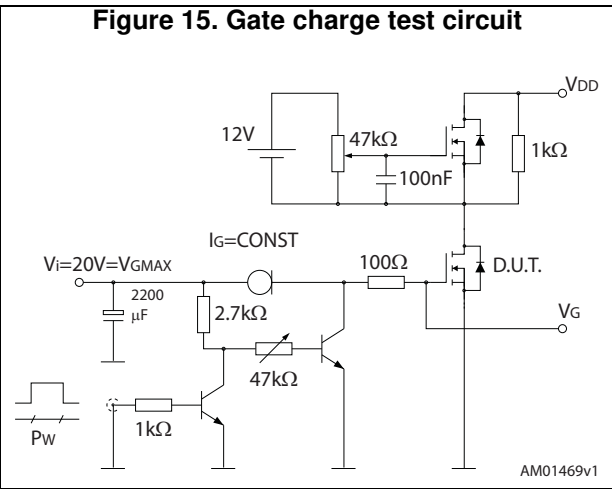 Figure 15. Gate charge test circuit
VDD
12V
47kΩ
1kΩ
100nF
IG=CONST
Vi=20V=VGMAX
100Ω
D.U.T.
2200
μF
2.7kΩ
VG
47kΩ
1kΩ
PW
AM01469v1